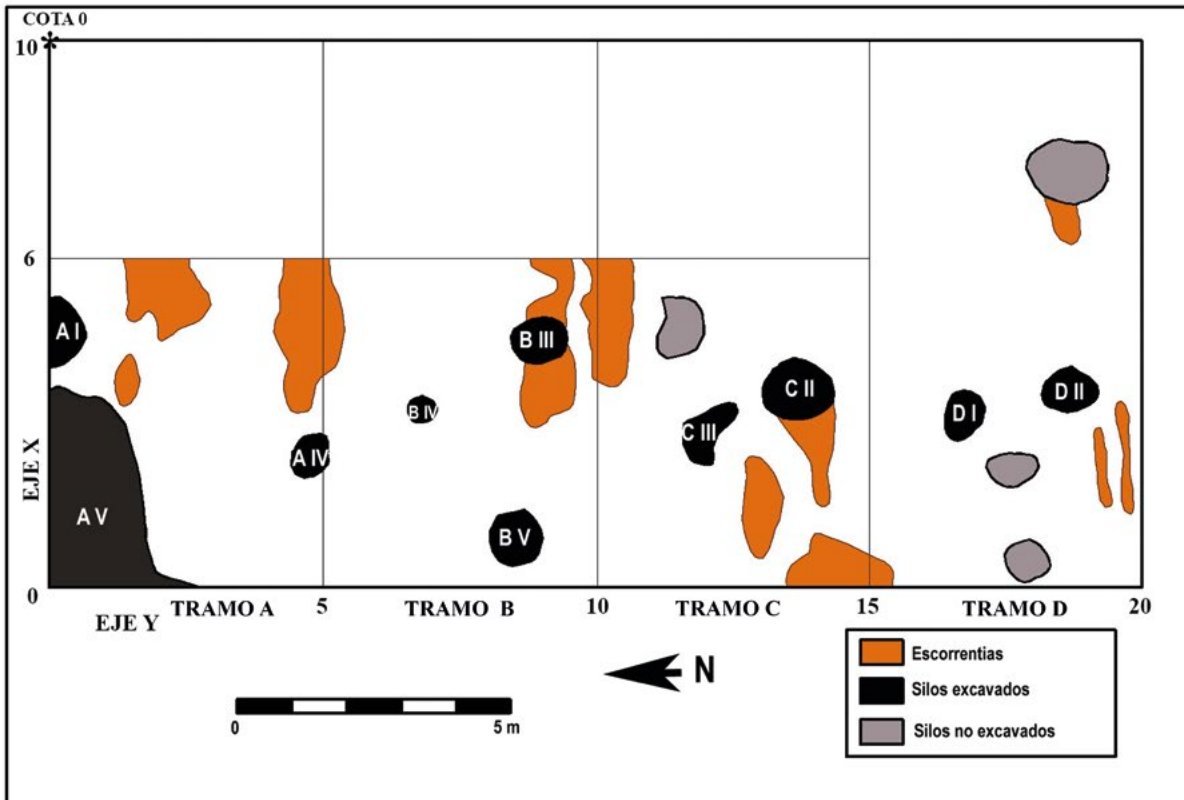 COTA 0
10 *
6
A I
B III
C II
D II
B IV
D I
C III
A IV
EJE X
A V
B V
0
TRAMO A
5
TRAMO B
10
TRAMO C
15
TRAMO D
20
EJE Y
N
0
5 m
Escorrentias
Silos excavados
Silos no excavados